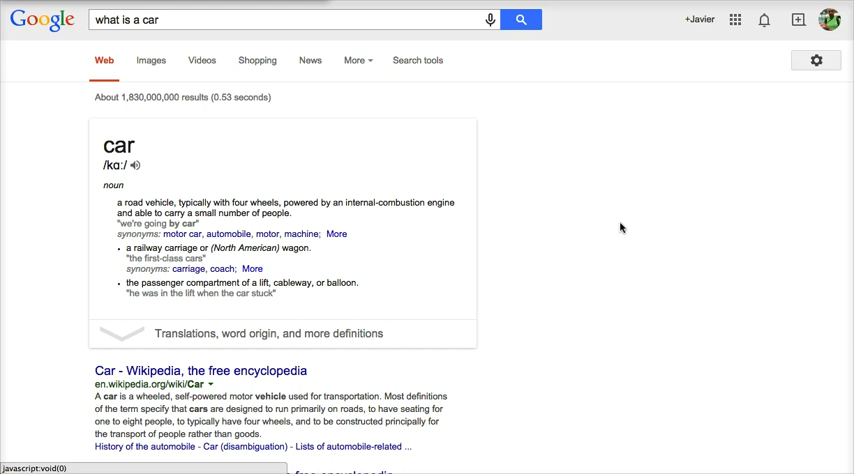 Google what is a car +Javier
Web Images Videos Shopping News More Search tools
About 1,830,000,000 results (0.53 seconds)
car
/kɑː/
noun
a road vehicle, typically with four wheels, powered by an internal-combustion engine
and able to carry a small number of people.
"we're going by car"
synonyms: motor car, automobile, motor, machine; More
• a railway carriage or (North American) wagon.
"the first-class cars"
synonyms: carriage, coach; More
• the passenger compartment of a lift, cableway, or balloon.
"he was in the lift when the car stuck"
Translations, word origin, and more definitions
Car - Wikipedia, the free encyclopedia
en.wikipedia.org/wiki/Car
A car is a wheeled, self-powered motor vehicle used for transportation. Most definitions
of the term specify that cars are designed to run primarily on roads, to have seating for
one to eight people, to typically have four wheels, and to be constructed principally for
the transport of people rather than goods.
History of the automobile - Car (disambiguation) - Lists of automobile-related ...
javascript:void(0)
free encyclopedia